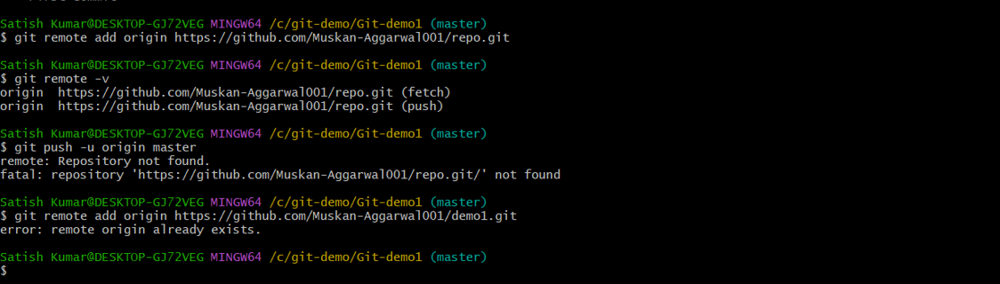 Satish Kumar@DESKTOP-GJ72VEG MINGW64 /c/git-demo/Git-demo1 (master)
$ git remote add origin https://github.com/Muskan-Aggarwal001/repo.git
Satish Kumar@DESKTOP-GJ72VEG MINGW64 /c/git-demo/Git-demo1 (master)
$ git remote -v
origin  https://github.com/Muskan-Aggarwal001/repo.git (fetch)
origin  https://github.com/Muskan-Aggarwal001/repo.git (push)
Satish Kumar@DESKTOP-GJ72VEG MINGW64 /c/git-demo/Git-demo1 (master)
$ git push -u origin master
remote: Repository not found.
fatal: repository 'https://github.com/Muskan-Aggarwal001/repo.git/' not found
Satish Kumar@DESKTOP-GJ72VEG MINGW64 /c/git-demo/Git-demo1 (master)
$ git remote add origin https://github.com/Muskan-Aggarwal001/demo1.git
error: remote origin already exists.
Satish Kumar@DESKTOP-GJ72VEG MINGW64 /c/git-demo/Git-demo1 (master)
$